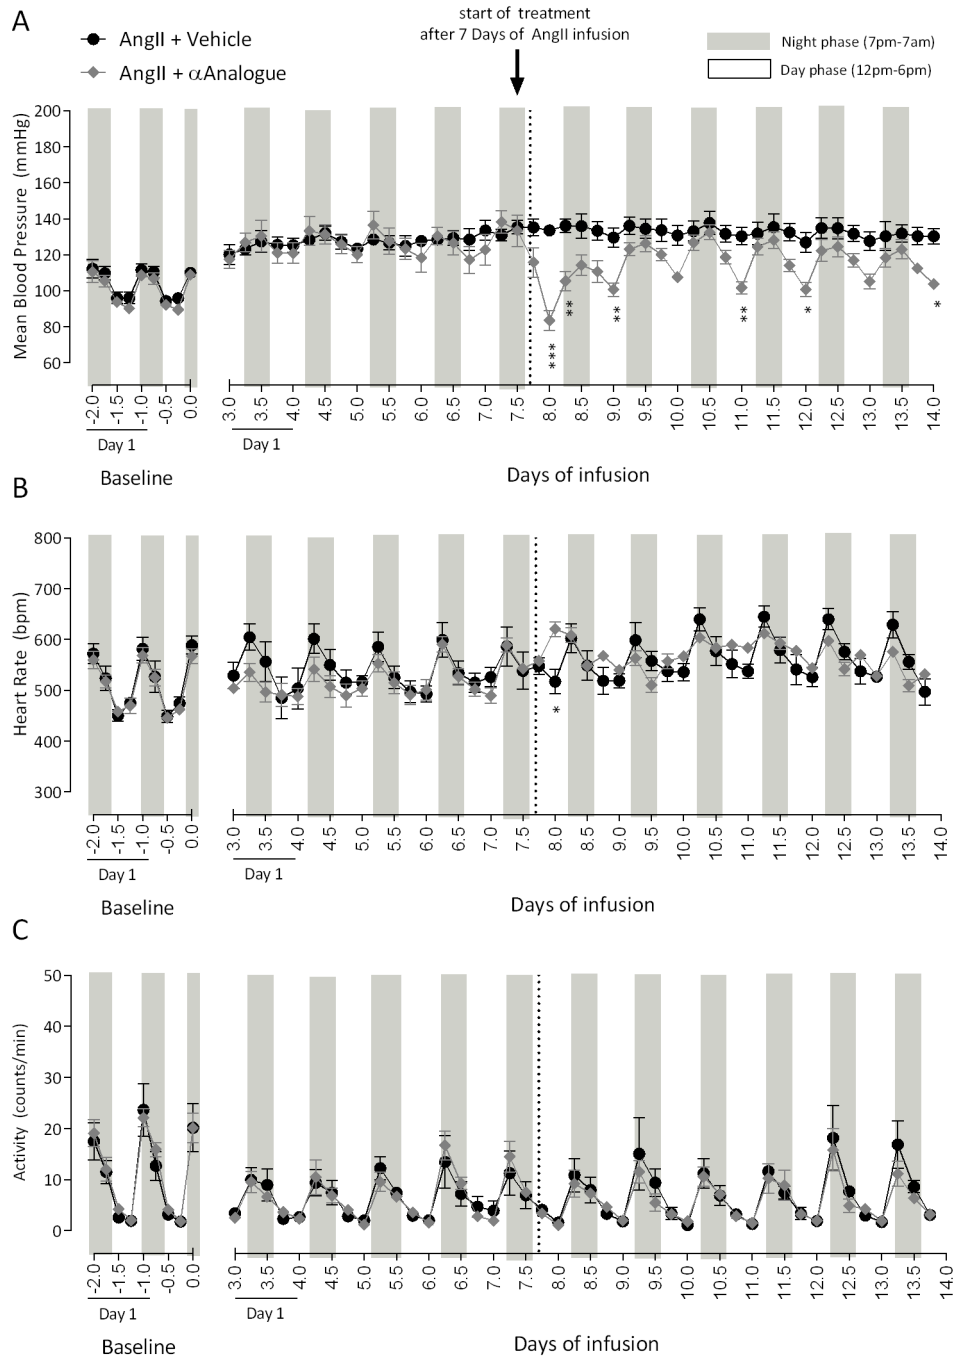 A
start of treatment
after 7 Days of AngII infusion
AngII + Vehicle
AngII + αAnalogue
Night phase (7pm-7am)
Day phase (12pm-6pm)
Mean Blood Pressure (mmHg)
200
180
160
140
120
100
80
60
***
**
**
**
*
*
-2.0 -1.5 -1.0 -0.5 0.0 3.0 3.5 4.0 4.5 5.0 5.5 6.0 6.5 7.0 7.5 8.0 8.5 9.0 9.5 10.0 10.5 11.0 11.5 12.0 12.5 13.0 13.5 14.0
Day 1 Day 1
Baseline Days of infusion
B
Heart Rate (bpm)
800
700
600
500
400
300
*
-2.0 -1.5 -1.0 -0.5 0.0 3.0 3.5 4.0 4.5 5.0 5.5 6.0 6.5 7.0 7.5 8.0 8.5 9.0 9.5 10.0 10.5 11.0 11.5 12.0 12.5 13.0 13.5 14.0
Day 1 Day 1
Baseline Days of infusion
C
Activity (counts/min)
50
40
30
20
10
0
-2.0 -1.5 -1.0 -0.5 0.0 3.0 3.5 4.0 4.5 5.0 5.5 6.0 6.5 7.0 7.5 8.0 8.5 9.0 9.5 10.0 10.5 11.0 11.5 12.0 12.5 13.0 13.5 14.0
Day 1 Day 1
Baseline Days of infusion